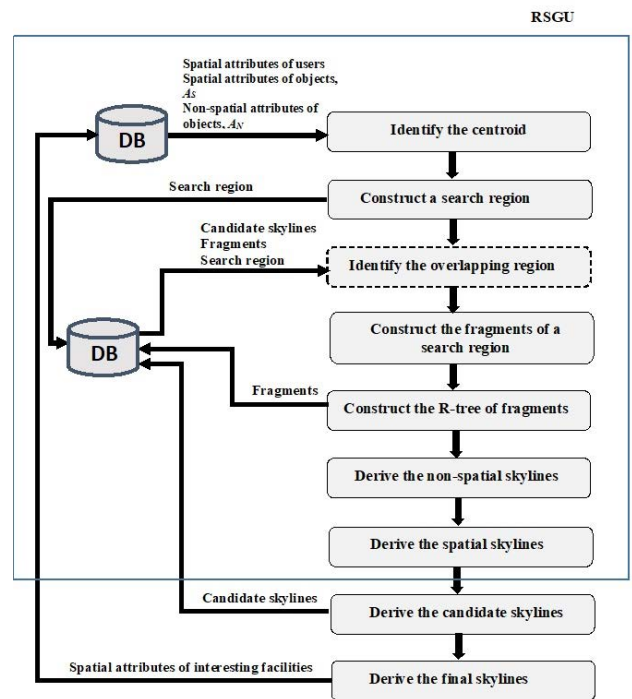 RSGU
Spatial attributes of users
Spatial attributes of objects,
AS
Non-spatial attributes of
objects, AN
DB
Identify the centroid
Search region
Construct a search region
Candidate skylines
Fragments
Search region
Identify the overlapping region
DB
Construct the fragments of a
search region
Fragments
Construct the R-tree of fragments
Derive the non-spatial skylines
Derive the spatial skylines
Candidate skylines
Derive the candidate skylines
Spatial attributes of interesting facilities
Derive the final skylines